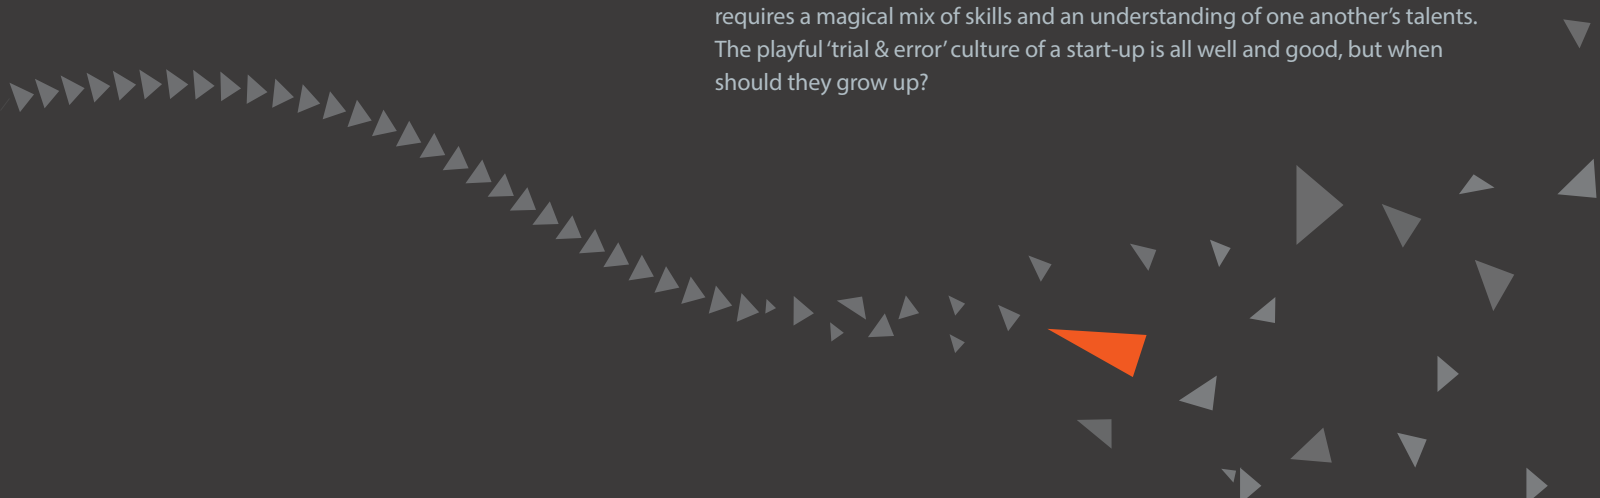 requires a magical mix of skills and an understanding of one another’s talents.
The playful ‘trial & error’ culture of a start-up is all well and good, but when
should they grow up?